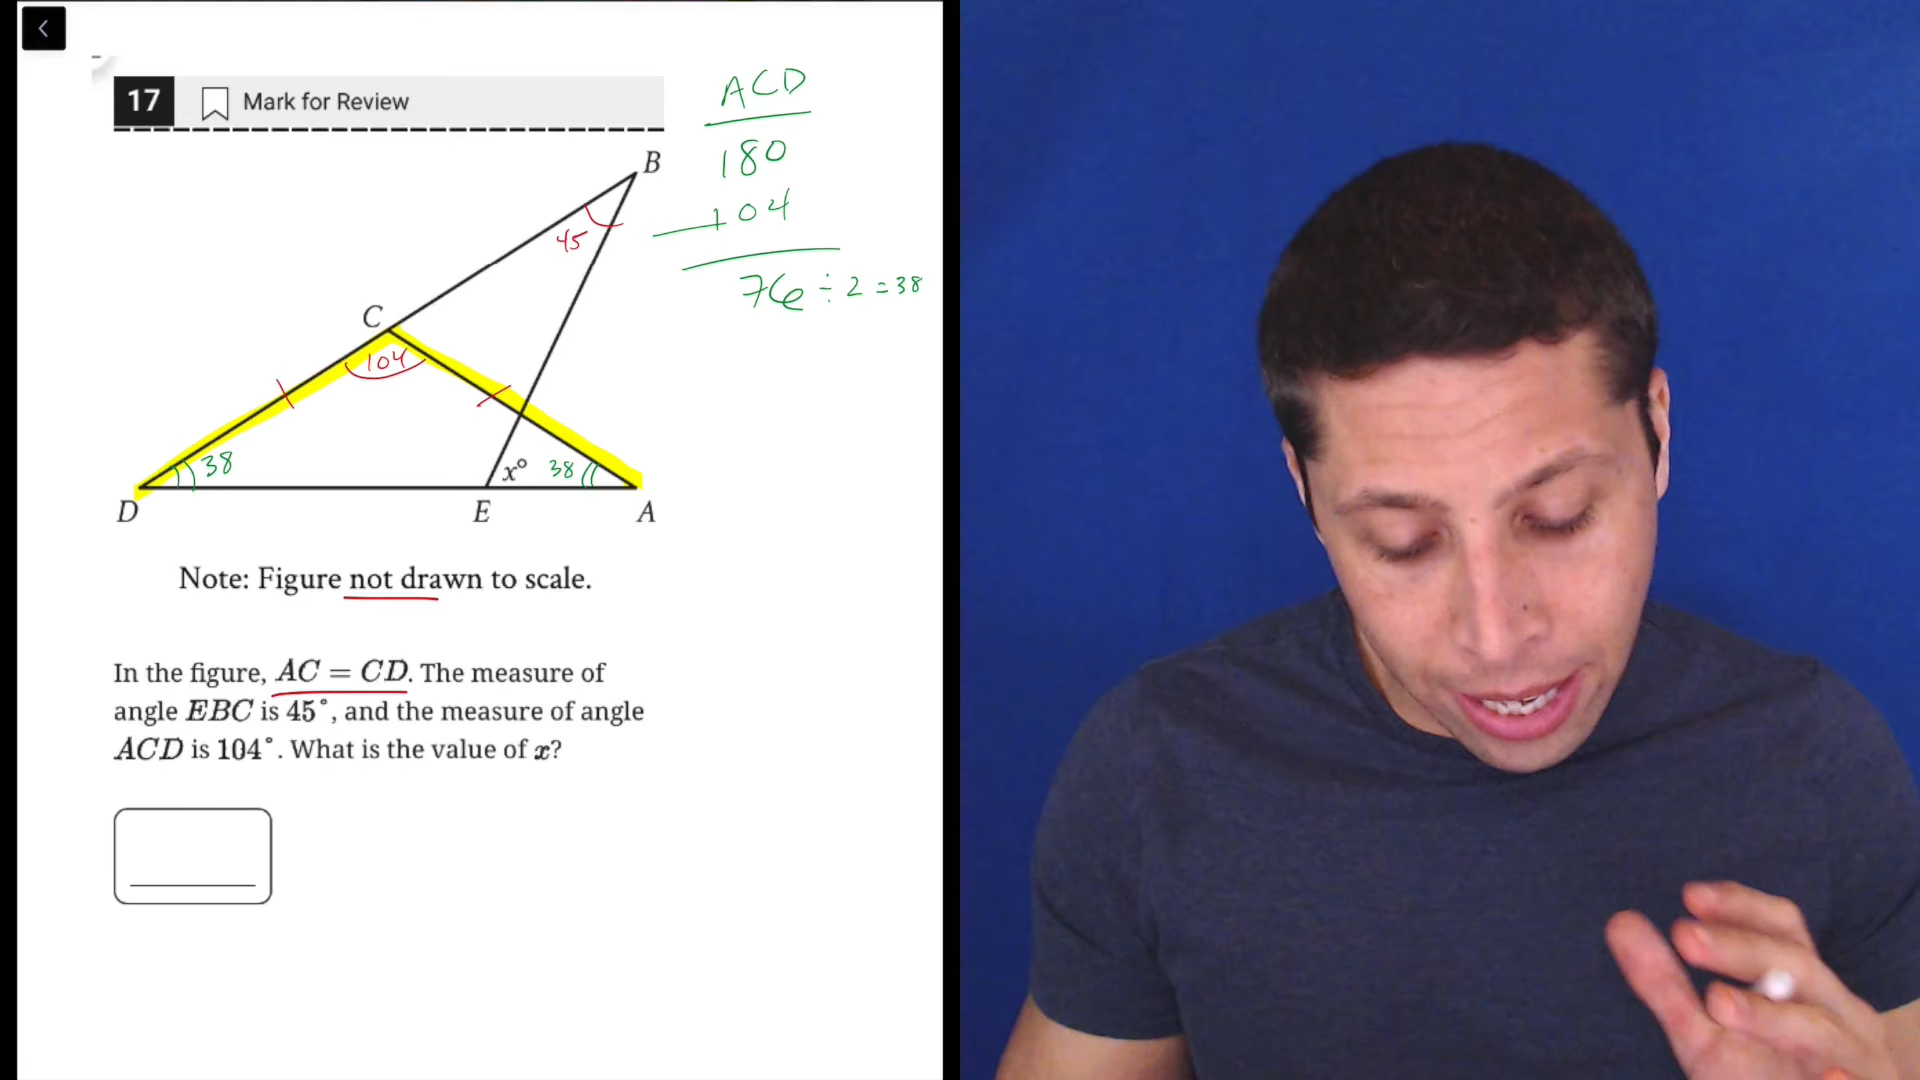 17 Mark for Review
ACD
180
104
76 ÷ 2 = 38
B
45
C
104
38
x°
38
D
E
A
Note: Figure not drawn to scale.
In the figure, AC = CD. The measure of
angle EBC is 45°, and the measure of angle
ACD is 104°. What is the value of x?